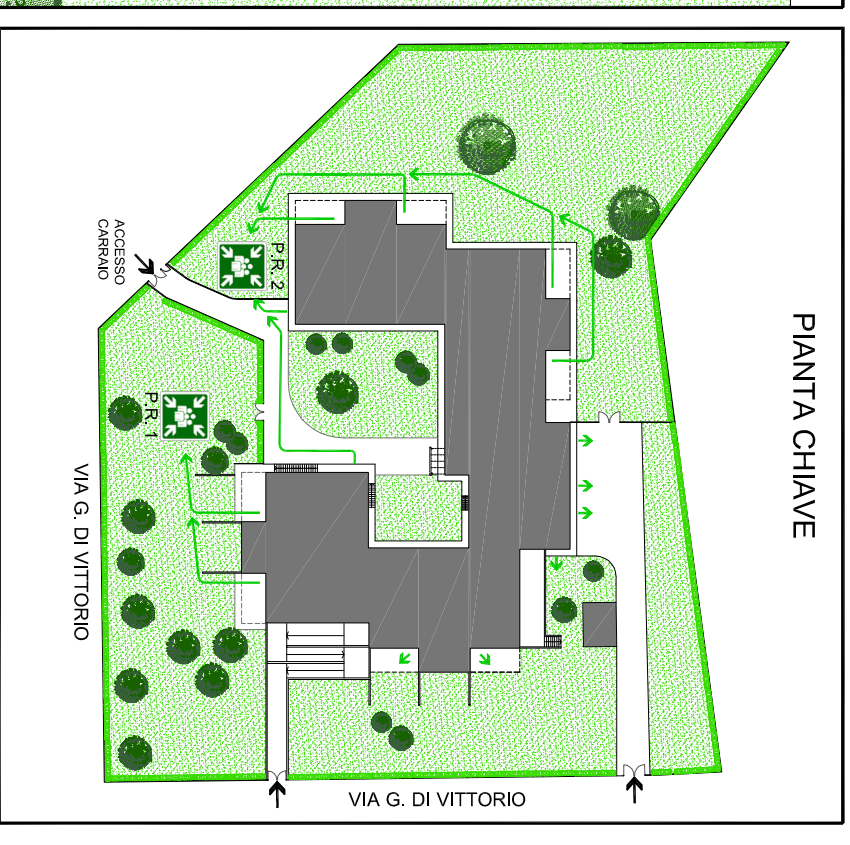 PIANTA CHIAVE
ACCESSO
CARRAIO
P.R. 2
P.R. 1
VIA G. DI VITTORIO
VIA G. DI VITTORIO